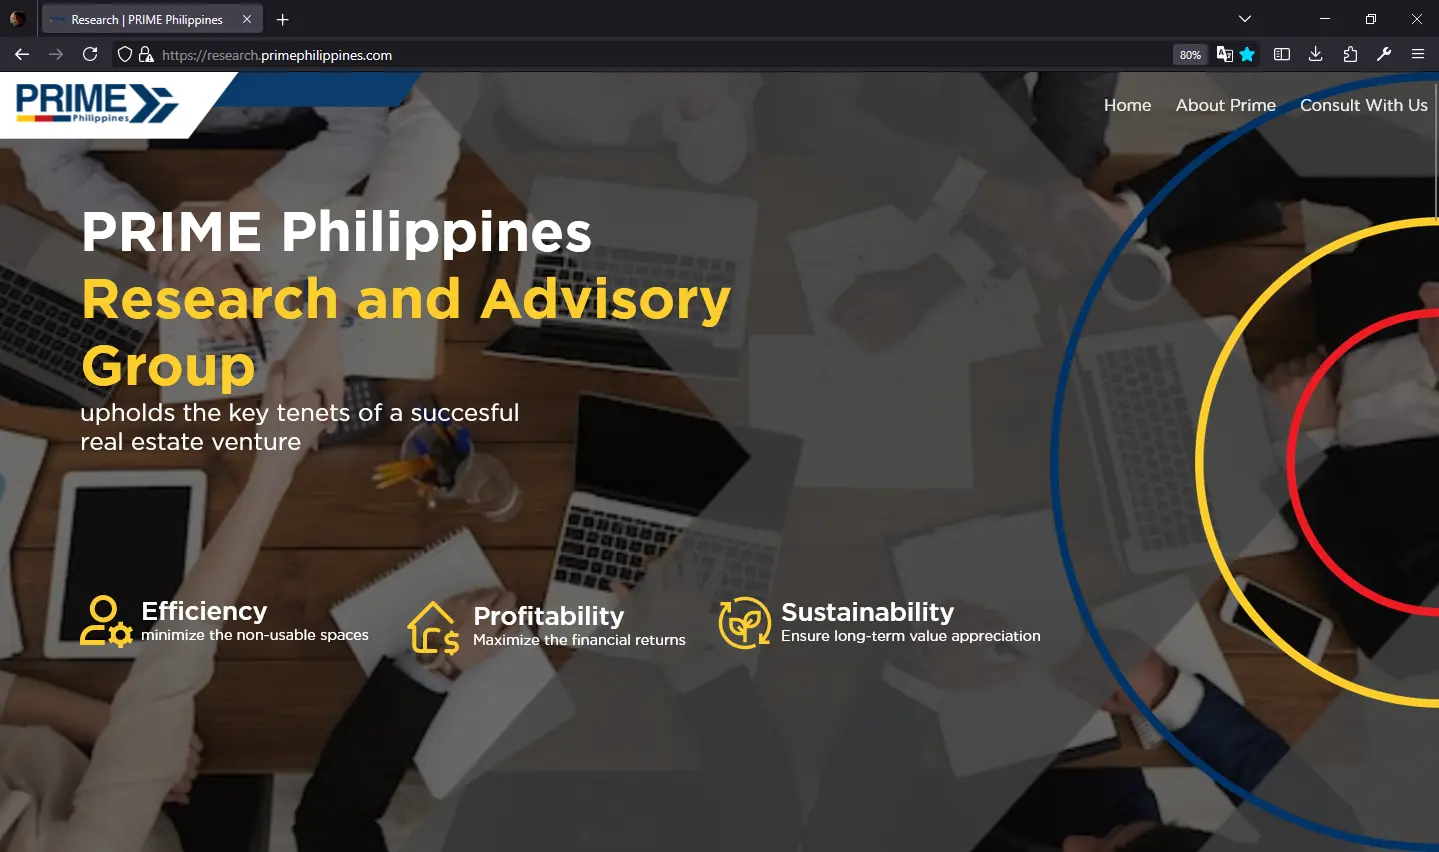 Research | PRIME Philippines
https://research.primephilippines.com
80%
PRIME
Philippines
Home
About Prime
Consult With Us
PRIME Philippines
Research and Advisory
Group
upholds the key tenets of a succesful
real estate venture
Efficiency
minimize the non-usable spaces
Profitability
Maximize the financial returns
Sustainability
Ensure long-term value appreciation